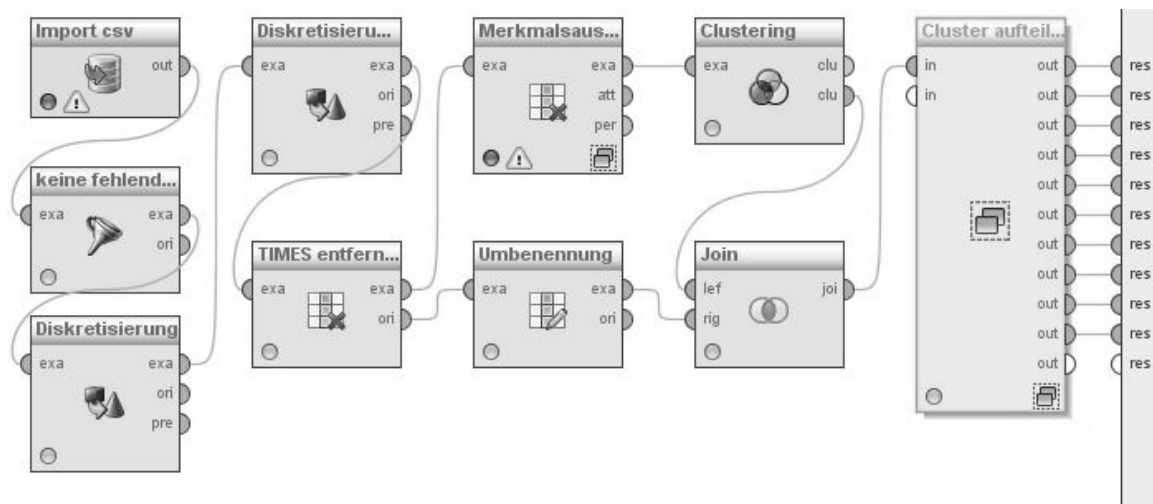 Import csv
out
keine fehlend...
exa exa
ori
Diskretisierung
exa exa
ori
pre
Diskretisieru...
exa exa
ori
pre
TIMES entfern...
exa exa
ori
Merkmalsaus...
exa exa
att
per
Umbenennung
exa exa
ori
Clustering
exa clu
clu
Join
lef joi
rig
Cluster aufteil...
in out
in out
out
out
out
out
out
out
out
out
out
res
res
res
res
res
res
res
res
res
res
res